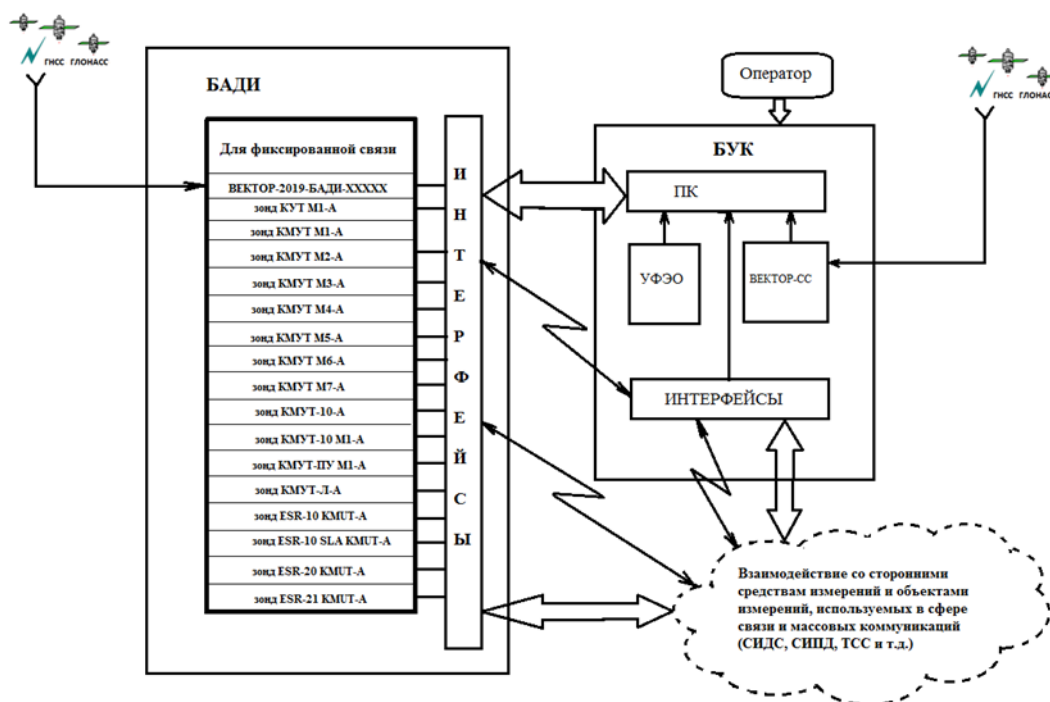 ГНСС ГЛОНАСС
БАДИ
Для фиксированной связи
ВЕКТОР-2019-БАДИ-ХХХХХ
зонд КУТ М1-А
зонд КМУТ М1-А
зонд КМУТ М2-А
зонд КМУТ М3-А
зонд КМУТ М4-А
зонд КМУТ М5-А
зонд КМУТ М6-А
зонд КМУТ М7-А
зонд КМУТ-10-А
зонд КМУТ-10 М1-А
зонд КМУТ-ПУ М1-А
зонд КМУТ-Л-А
зонд ESR-10 KMUT-A
зонд ESR-10 SLA KMUT-A
зонд ESR-20 KMUT-A
зонд ESR-21 KMUT-A
И
Н
Т
Е
Р
Ф
Е
Й
С
Ы
Оператор
БУК
ПК
УФЭО
ВЕКТОР-СС
ИНТЕРФЕЙСЫ
ГНСС ГЛОНАСС
Взаимодействие со сторонними
средствам измерений и объектами
измерений, используемых в сфере
связи и массовых коммуникаций
(СИДС, СИПД, ТСС и т.д.)